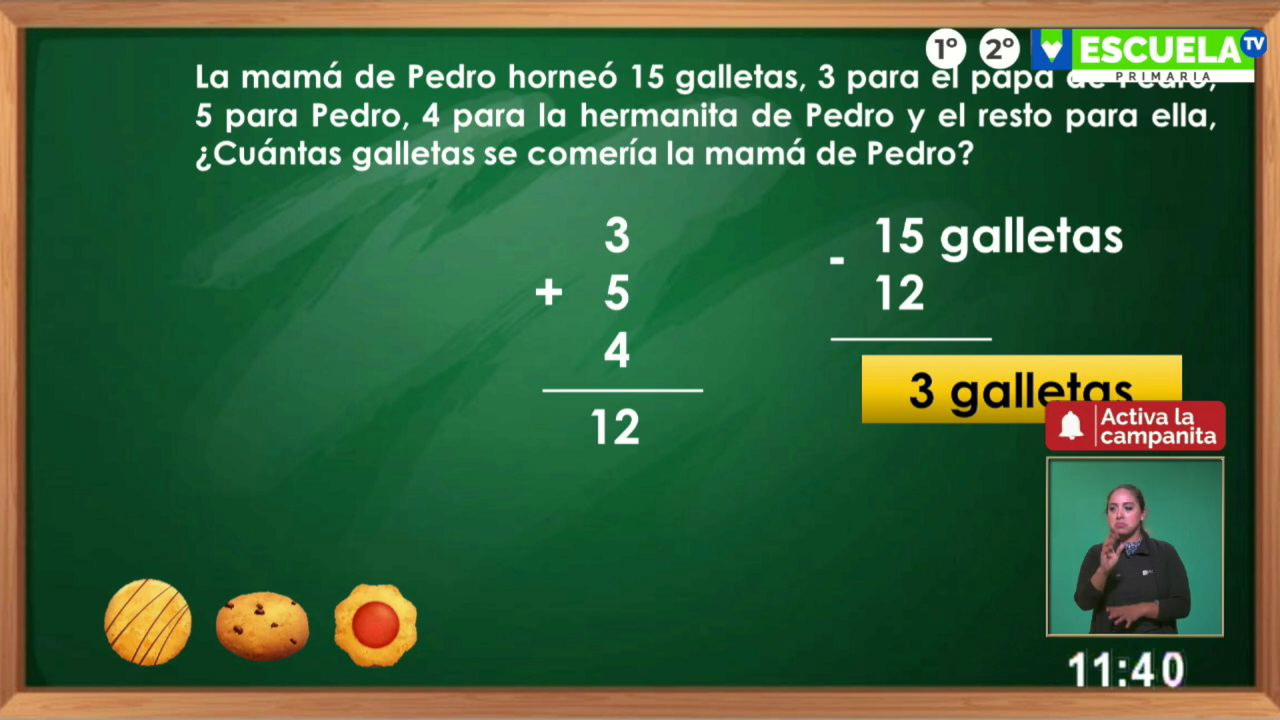 1º 2º ESCUELA TV
PRIMARIA
La mamá de Pedro horneó 15 galletas, 3 para el papá de Pedro,
5 para Pedro, 4 para la hermanita de Pedro y el resto para ella,
¿Cuántas galletas se comería la mamá de Pedro?
3
+ 5
4
12
15 galletas
-
12
3 galletas
Activa la
campanita
11:40